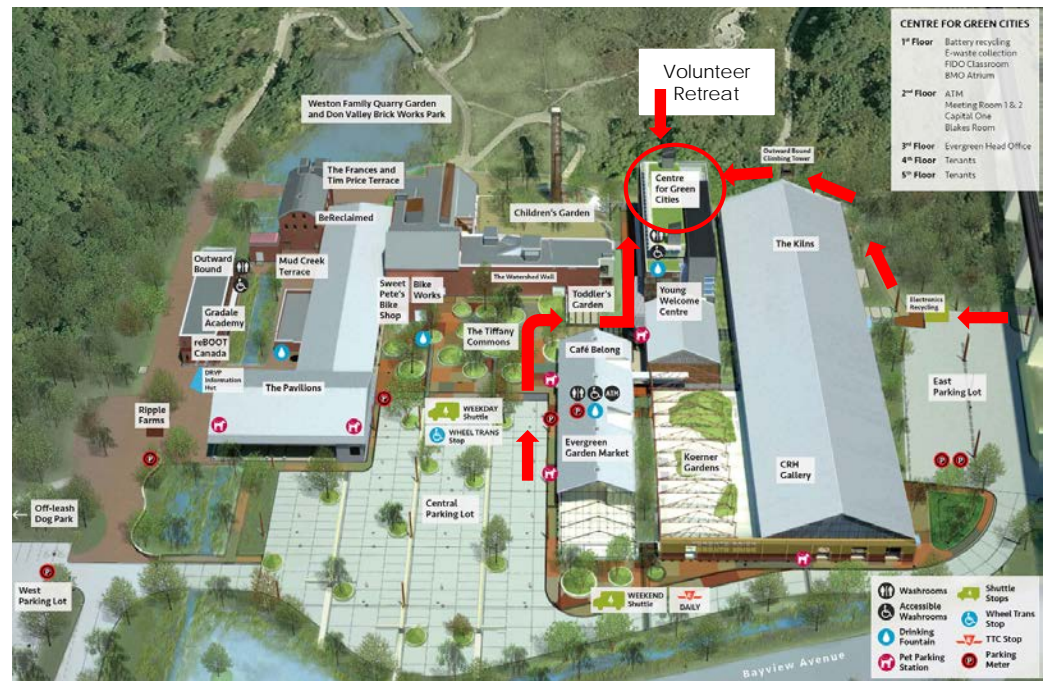 CENTRE FOR GREEN CITIES
1st Floor Battery recycling
E-waste collection
FIDO Classroom
BMO Atrium
2nd Floor ATM
Meeting Room 1 & 2
Capital One
Blakes Room
3rd Floor Evergreen Head Office
4th Floor Tenants
5th Floor Tenants
Volunteer
Retreat
Weston Family Quarry Garden
and Don Valley Brick Works Park
Outward Bound
Climbing Tower
The Frances and
Tim Price Terrace
Centre
for Green
Cities
BeReclaimed
Children's Garden
The Kilns
Outward
Bound
Mud Creek
Terrace
The Watershed Wall
Sweet
Pete's
Bike
Shop
Bike
Works
Toddler's
Garden
Young
Welcome
Centre
Electronics
Recycling
Gradale
Academy
The Tiffany
Commons
reBOOT
Canada
Café Belong
DRVP
Information
Hut
The Pavilions
East
Parking Lot
ATM
WEEKDAY
Shuttle
WHEEL TRANS
Stop
Ripple
Farms
P
P
P
Evergreen
Garden Market
Koerner
Gardens
CRH
Gallery
P
P
P
Off-leash
Dog Park
Central
Parking Lot
P
West
Parking Lot
WEEKEND
Shuttle
DAILY
Washrooms
Accessible
Washrooms
Drinking
Fountain
Pet Parking
Station
Shuttle
Stops
Wheel Trans
Stop
TTC Stop
P
Parking
Meter
Bayview Avenue